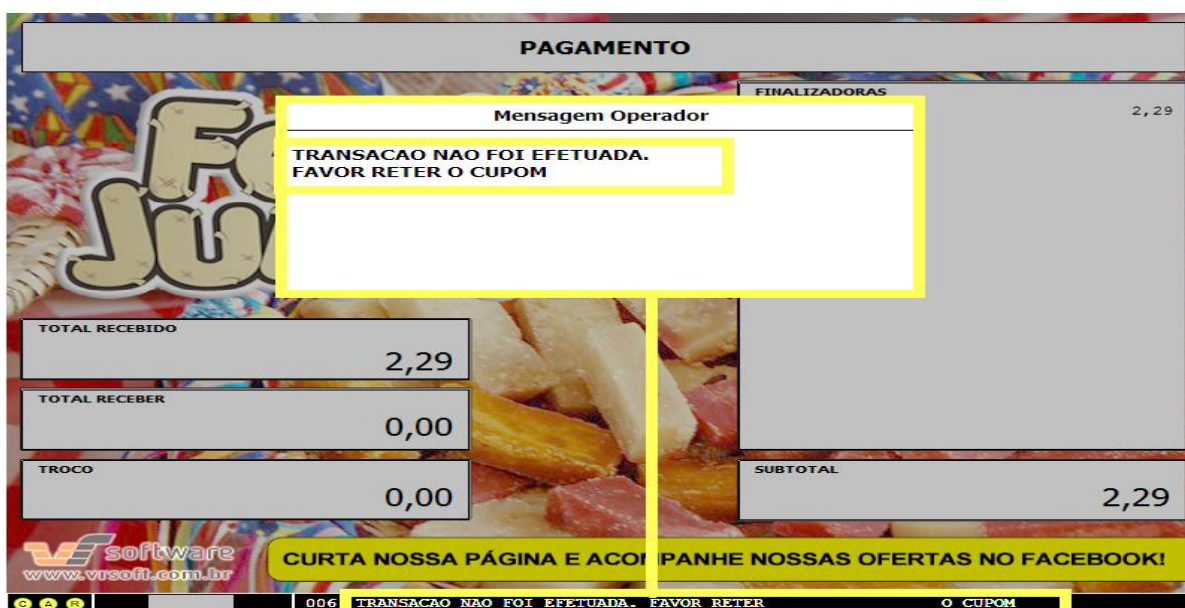 PAGAMENTO
FINALIZADORAS
2,29
Mensagem Operador
TRANSACAO NAO FOI EFETUADA.
FAVOR RETER O CUPOM
TOTAL RECEBIDO
2,29
TOTAL RECEBER
0,00
TROCO
0,00
SUBTOTAL
2,29
VR software
www.vrsoft.com.br
CURTA NOSSA PÁGINA E ACOMPANHE NOSSAS OFERTAS NO FACEBOOK!
C A R 006 TRANSACAO NAO FOI EFETUADA. FAVOR RETER O CUPOM